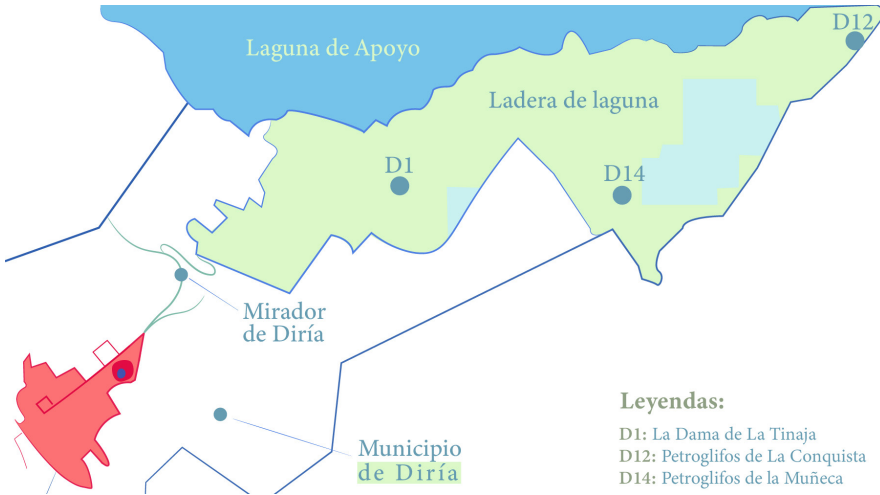 D12
Laguna de Apoyo
Ladera de laguna
D1
D14
Mirador
de Diría
Municipio
de Diría
Leyendas:
D1: La Dama de La Tinaja
D12: Petroglifos de La Conquista
D14: Petroglifos de la Muñeca